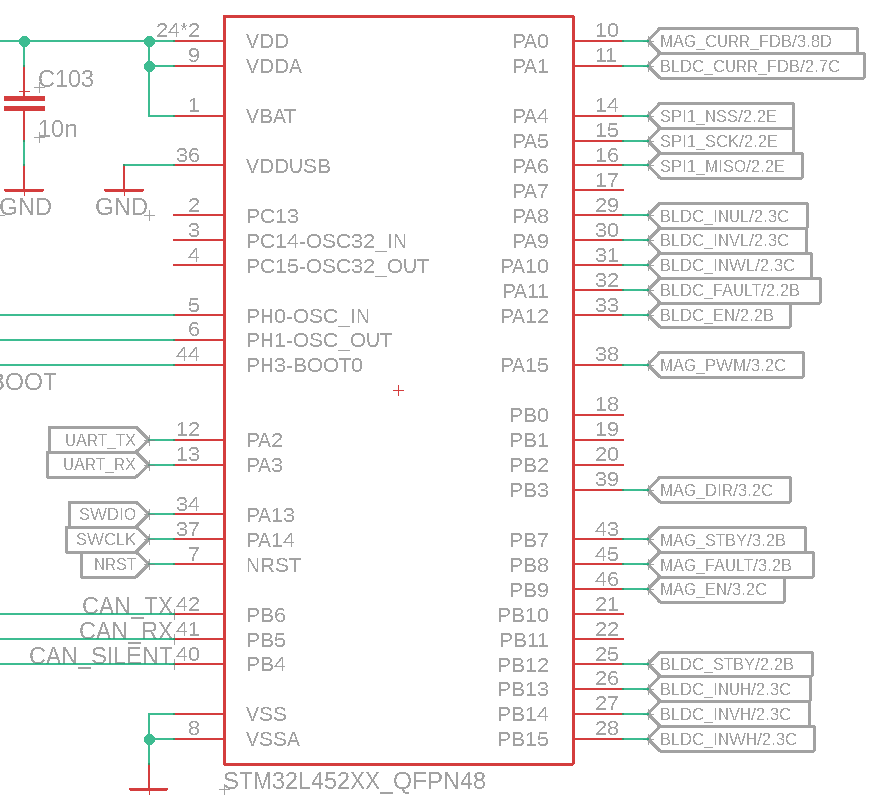 24*2 VDD PA0 10 MAG_CURR_FDB/3.8D
9 VDDA PA1 11 BLDC_CURR_FDB/2.7C
C103
1 VBAT PA4 14 SPI1_NSS/2.2E
10n
PA5 15 SPI1_SCK/2.2E
36 VDDUSB PA6 16 SPI1_MISO/2.2E
PA7 17
GND GND
2 PC13 PA8 29 BLDC_INUL/2.3C
3 PC14-OSC32_IN PA9 30 BLDC_INVL/2.3C
4 PC15-OSC32_OUT PA10 31 BLDC_INWL/2.3C
PA11 32 BLDC_FAULT/2.2B
5 PH0-OSC_IN PA12 33 BLDC_EN/2.2B
6 PH1-OSC_OUT
44 PH3-BOOT0 PA15 38 MAG_PWM/3.2C
BOOT
PB0 18
UART_TX 12 PA2 PB1 19
UART_RX 13 PA3 PB2 20
PB3 39 MAG_DIR/3.2C
SWDIO 34 PA13
SWCLK 37 PA14 PB7 43 MAG_STBY/3.2B
NRST 7 NRST PB8 45 MAG_FAULT/3.2B
PB9 46 MAG_EN/3.2C
CAN_TX 42 PB6 PB10 21
CAN_RX 41 PB5 PB11 22
CAN_SILENT 40 PB4 PB12 25 BLDC_STBY/2.2B
PB13 26 BLDC_INUH/2.3C
VSS PB14 27 BLDC_INVH/2.3C
8 VSSA PB15 28 BLDC_INWH/2.3C
STM32L452XX_QFPN48